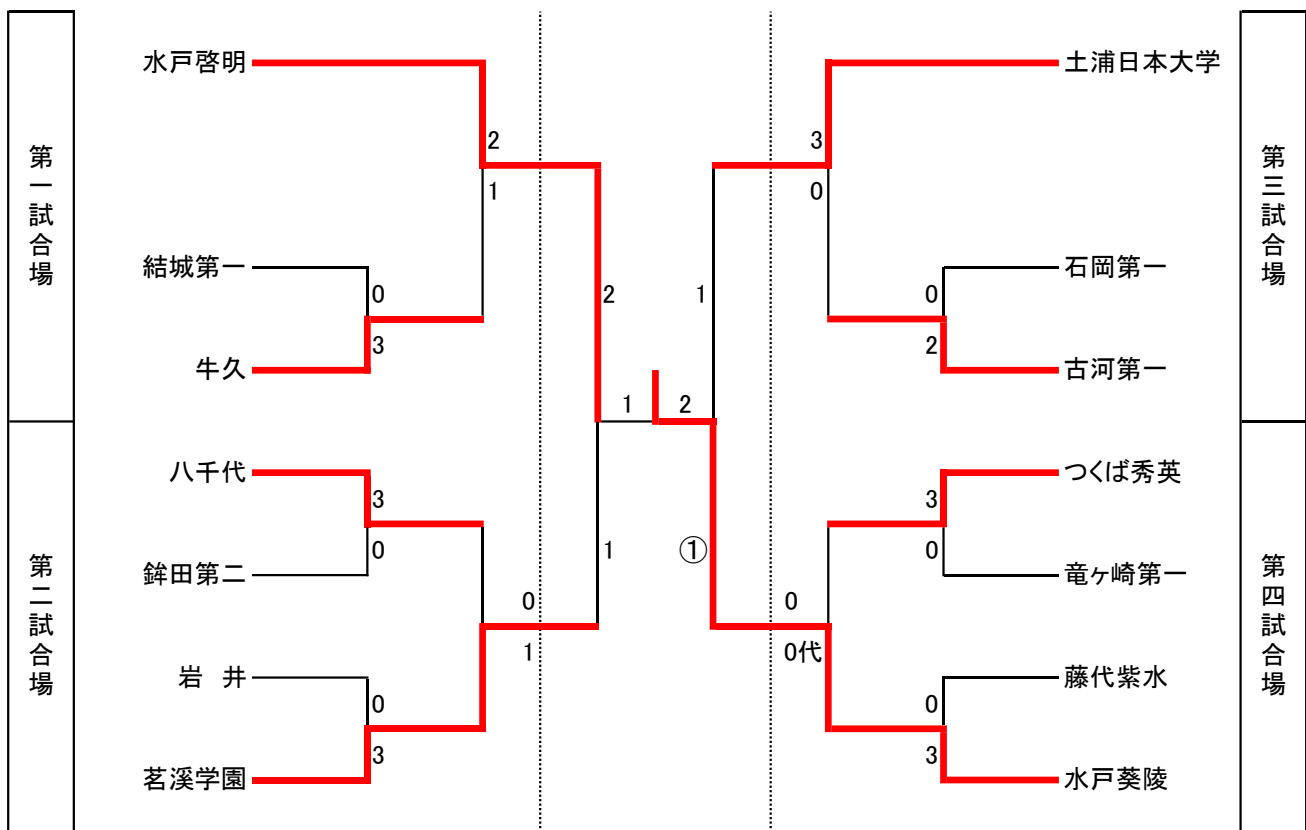 水戸啓明
土浦日本大学
2
3
1
0
第一試合場
第三試合場
結城第一
石岡第一
0
2
1
0
3
2
牛久
古河第一
1
2
八千代
つくば秀英
3
3
0
1
①
0
鉾田第二
竜ヶ崎第一
第二試合場
第四試合場
0
0
1
0代
岩 井
藤代紫水
0
0
3
3
茗溪学園
水戸葵陵